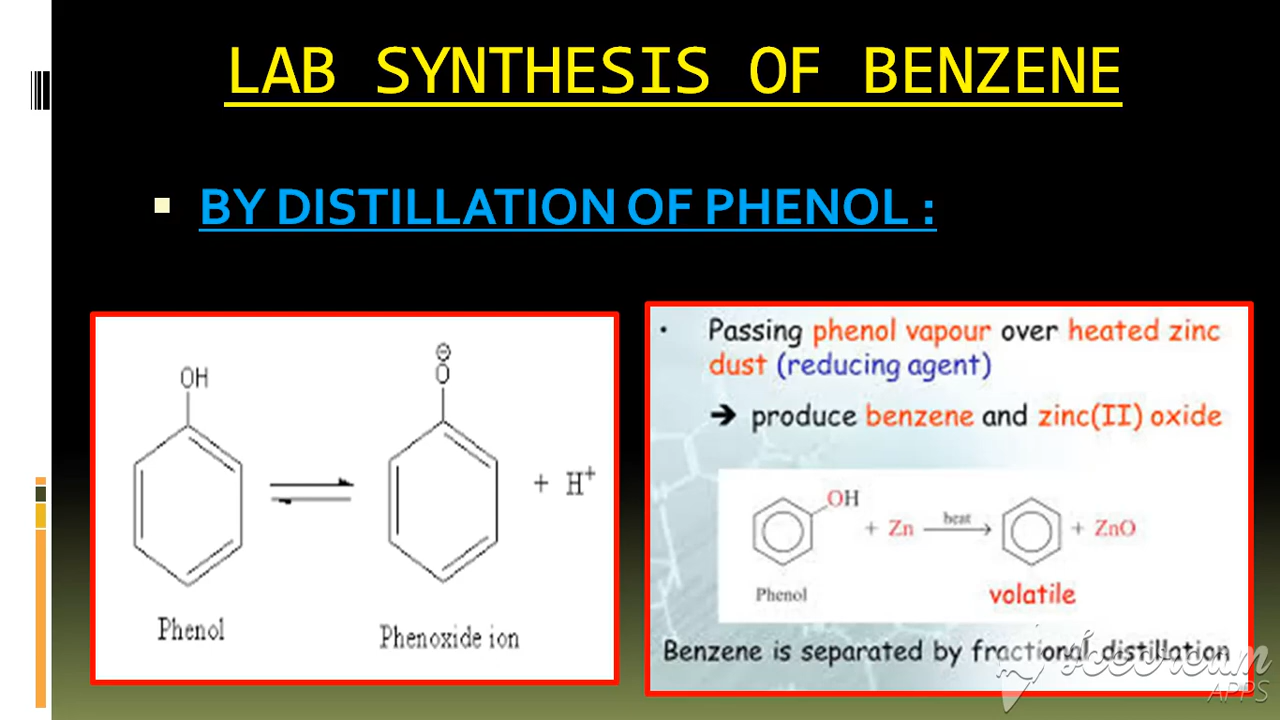 LAB SYNTHESIS OF BENZENE
▪ BY DISTILLATION OF PHENOL :
OH
⊖
O
+ H⁺
Phenol
Phenoxide ion
• Passing phenol vapour over heated zinc
dust (reducing agent)
➔ produce benzene and zinc(II) oxide
OH
+ Zn
heat
+ ZnO
Phenol
volatile
Benzene is separated by fractional distillation
APPS